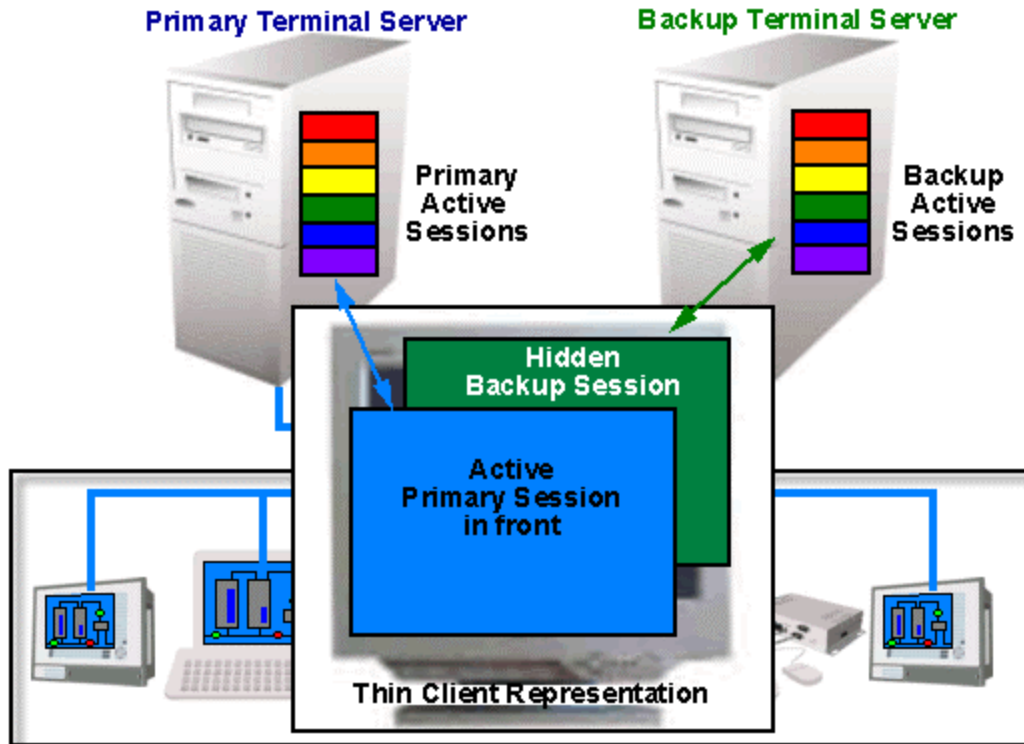 Primary Terminal Server
Backup Terminal Server
Primary
Active
Sessions
Backup
Active
Sessions
Hidden
Backup Session
Active
Primary Session
in front
Thin Client Representation